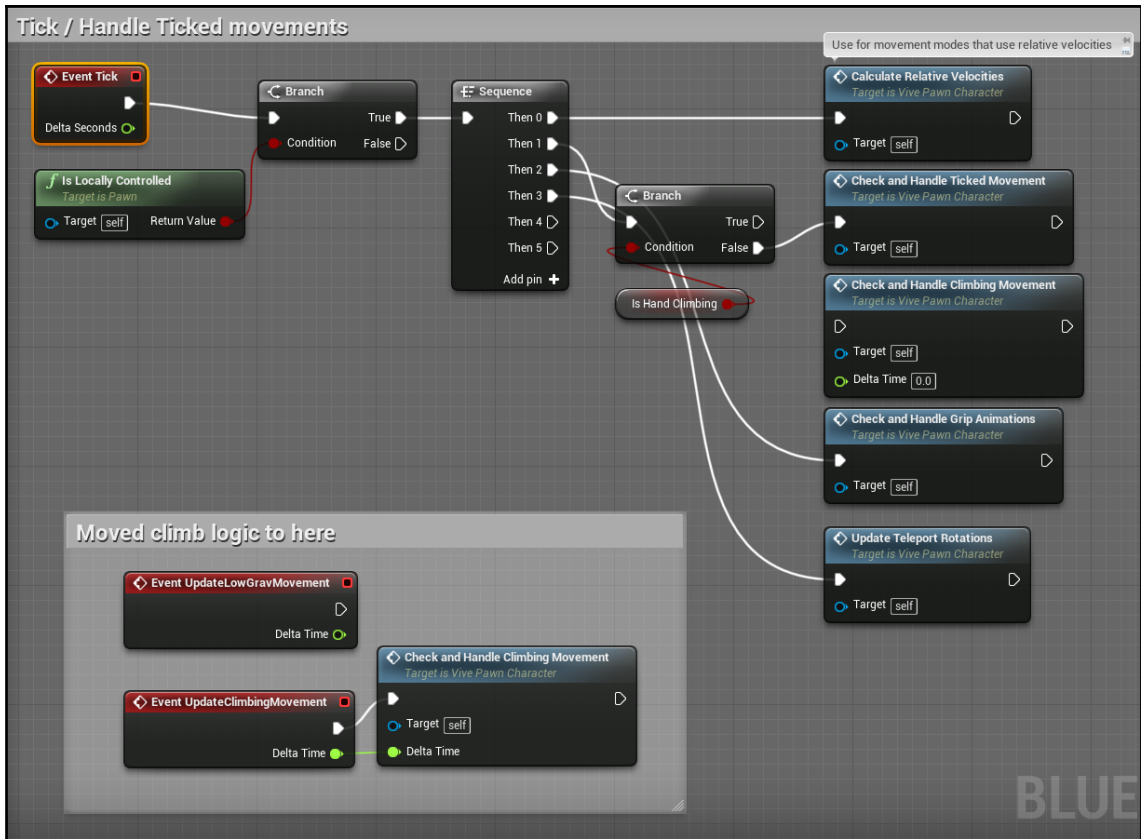 Tick / Handle Ticked movements
Use for movement modes that use relative velocities
Event Tick
Delta Seconds
Is Locally Controlled
Target is Pawn
Target self Return Value
Branch
True
Condition False
Sequence
Then 0
Then 1
Then 2
Then 3
Then 4
Then 5
Add pin
Branch
True
Condition False
Is Hand Climbing
Calculate Relative Velocities
Target is Vive Pawn Character
Target self
Check and Handle Ticked Movement
Target is Vive Pawn Character
Target self
Check and Handle Climbing Movement
Target is Vive Pawn Character
Target self
Delta Time 0.0
Check and Handle Grip Animations
Target is Vive Pawn Character
Target self
Update Teleport Rotations
Target is Vive Pawn Character
Target self
Moved climb logic to here
Event UpdateLowGravMovement
Delta Time
Event UpdateClimbingMovement
Delta Time
Check and Handle Climbing Movement
Target is Vive Pawn Character
Target self
Delta Time
BLUE